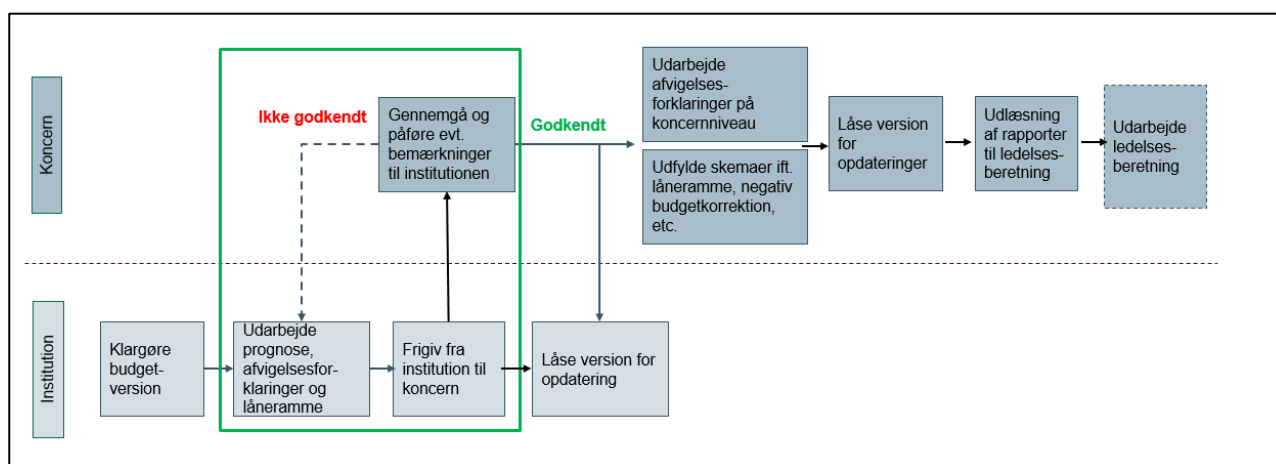 Koncern
Ikke godkendt
Gennemgå og
påføre evt.
bemærkninger
til institutionen
Godkendt
Udarbejde
afvigelses-
forklaringer på
koncernniveau
Udfylde skemaer ift.
låneramme, negativ
budgetkorrektion,
etc.
Låse version
for
opdateringer
Udlæsning
af rapporter
til ledelses-
beretning
Udarbejde
ledelses-
beretning
Institution
Klargøre
budget-
version
Udarbejde
prognose,
afvigelsesfor-
klaringer og
låneramme
Frigiv fra
institution til
koncern
Låse version for
opdatering